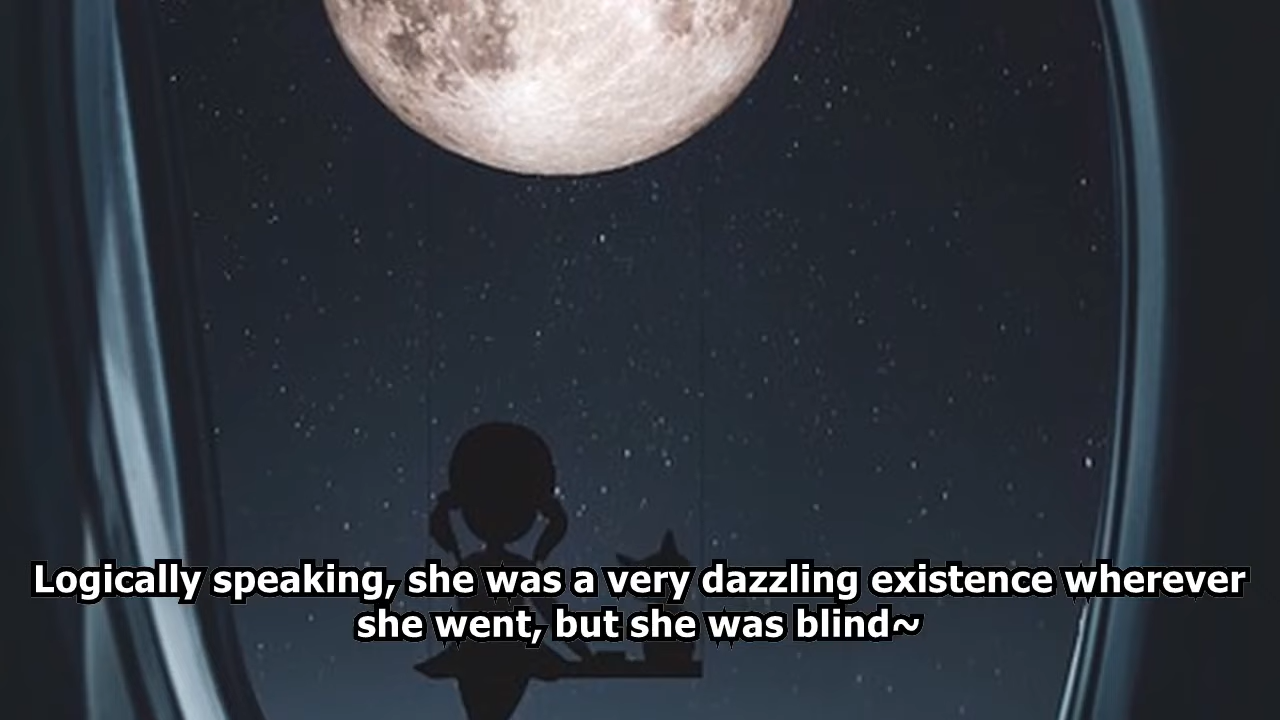 Logically speaking, she was a very dazzling existence wherever
she went, but she was blind~